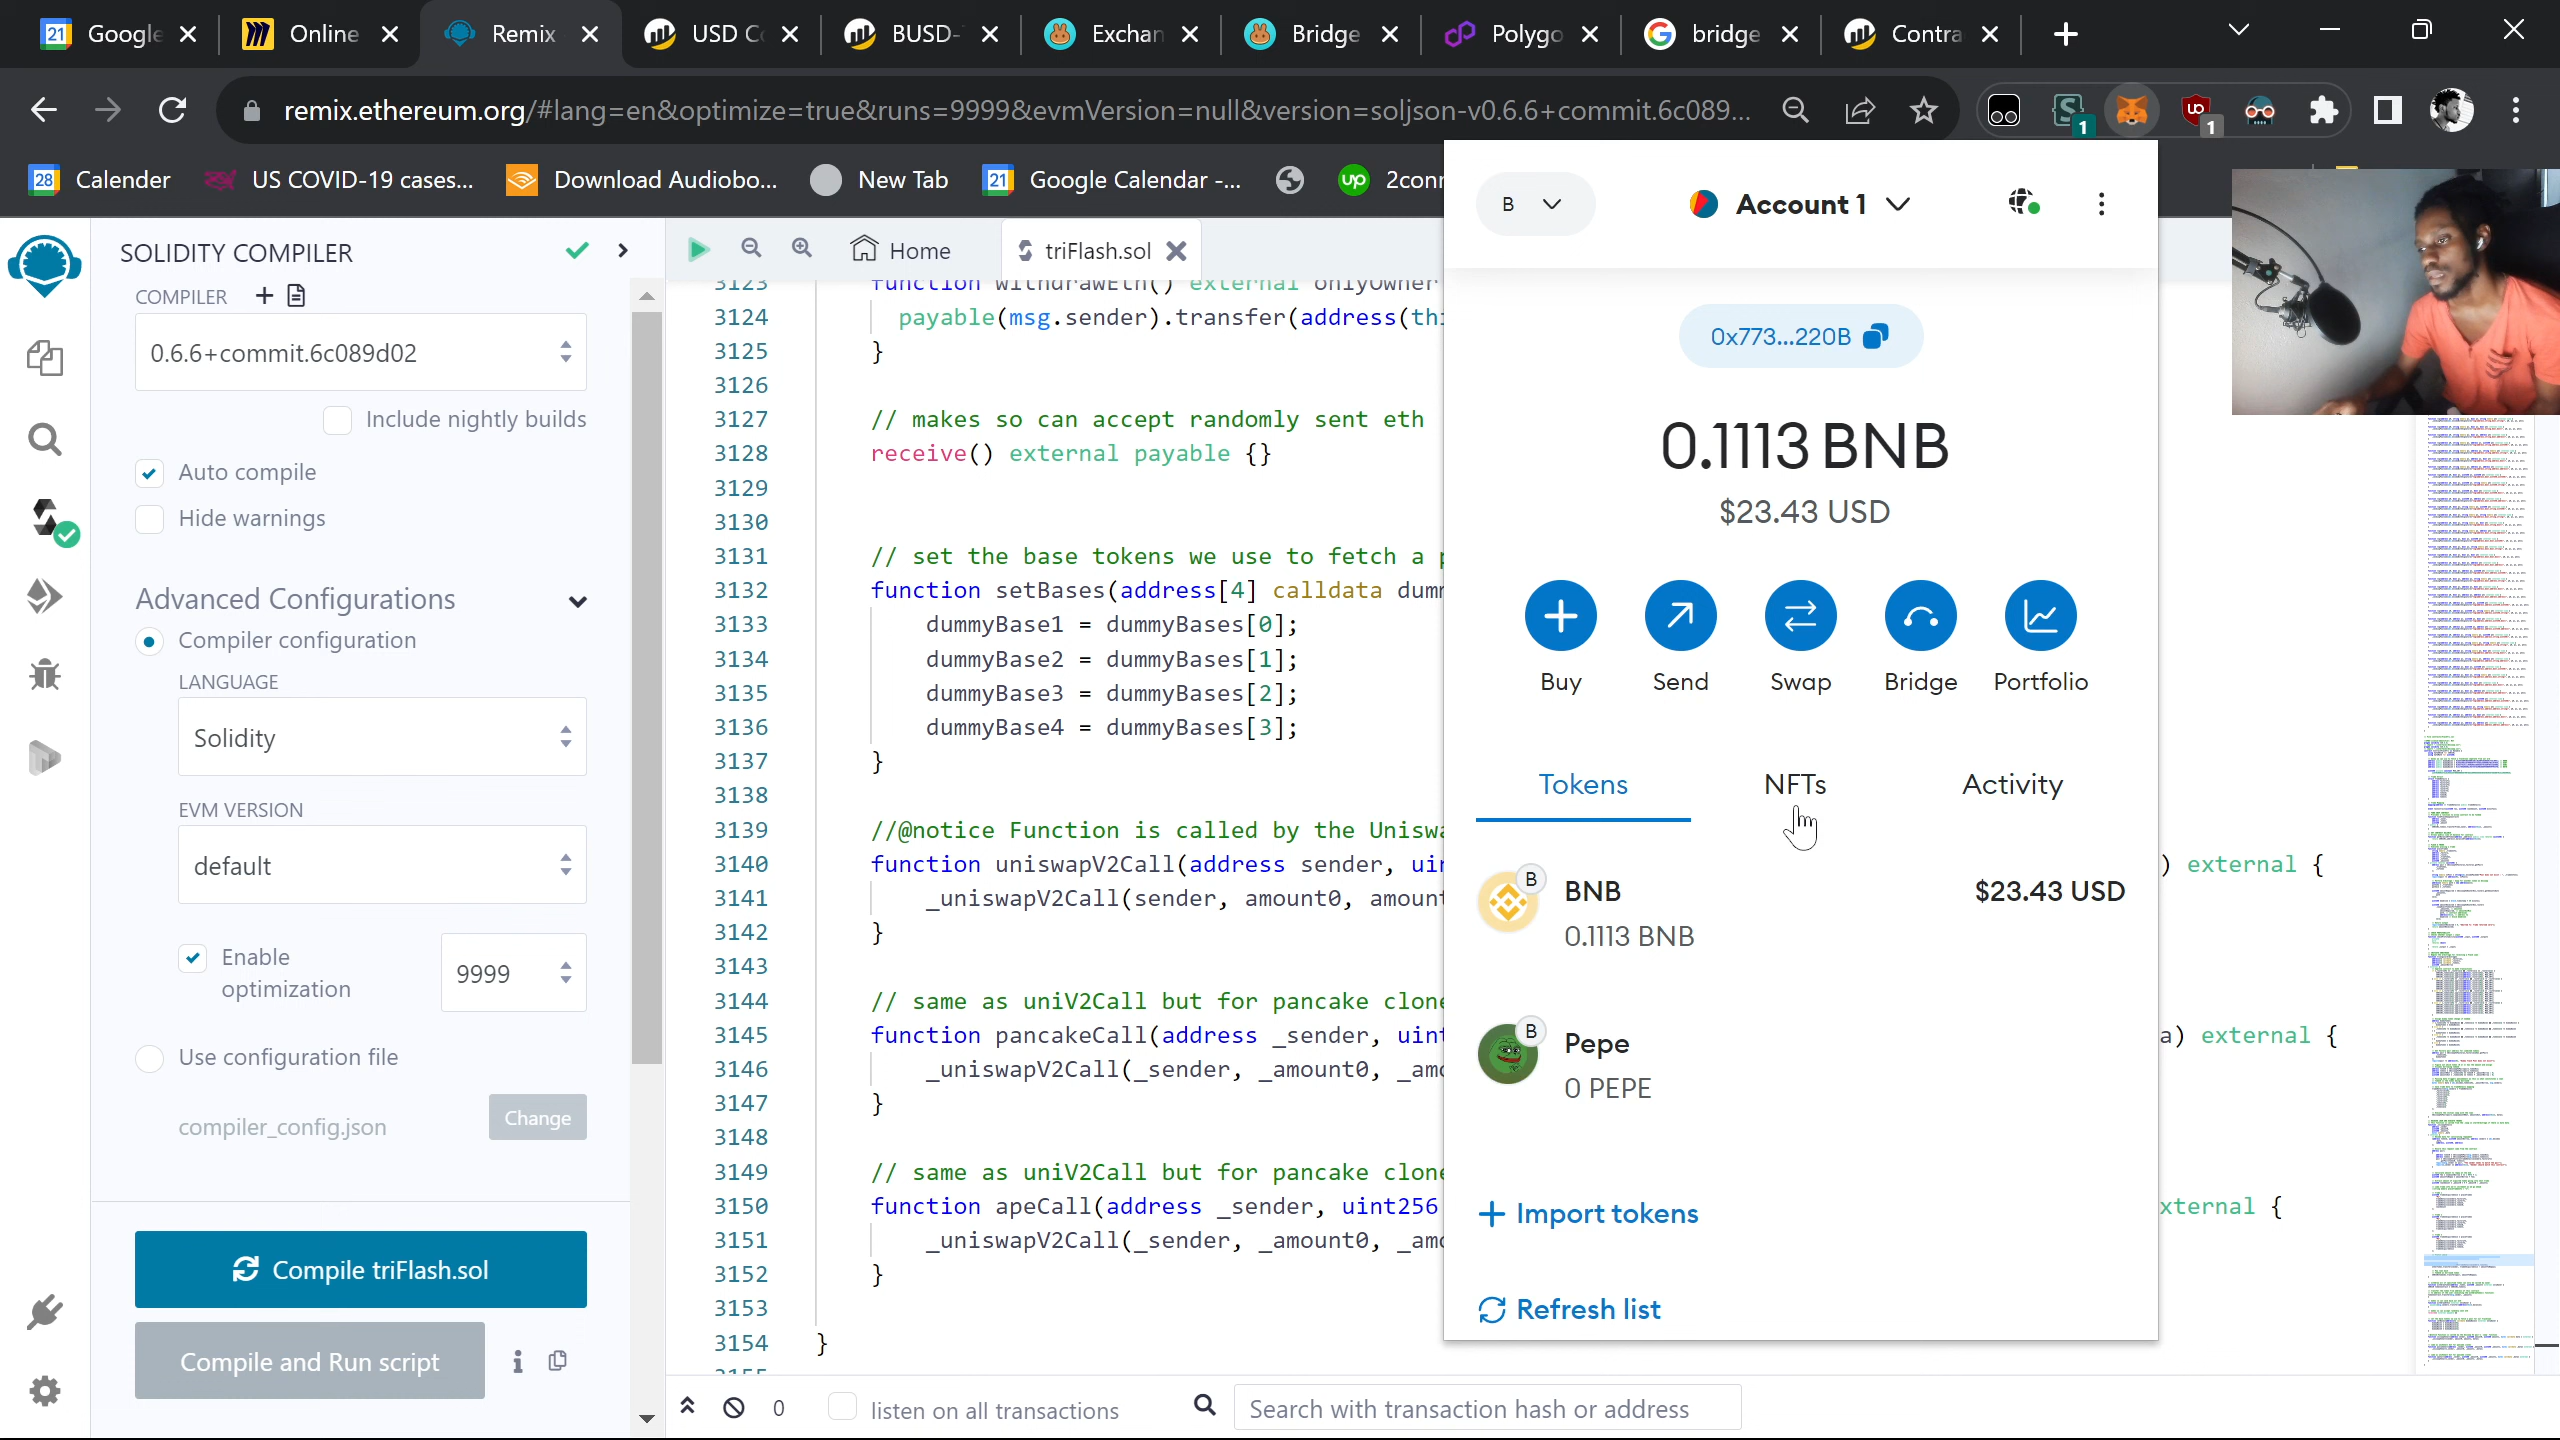 Google
Online
Remix
USD C
BUSD-
Exchan
Bridge
Polygo
bridge
Contra
remix.ethereum.org/#lang=en&optimize=true&runs=9999&evmVersion=null&version=soljson-v0.6.6+commit.6c089...
Calender
US COVID-19 cases...
Download Audiobo...
New Tab
Google Calendar -...
2conn
SOLIDITY COMPILER
COMPILER
0.6.6+commit.6c089d02
Include nightly builds
Auto compile
Hide warnings
Advanced Configurations
Compiler configuration
LANGUAGE
Solidity
EVM VERSION
default
Enable optimization
9999
Use configuration file
compiler_config.json
Change
Compile triFlash.sol
Compile and Run script
Home
triFlash.sol
3123 function withdrawEth() external onlyOwner
3124 payable(msg.sender).transfer(address(thi
3125 }
3126
3127 // makes so can accept randomly sent eth
3128 receive() external payable {}
3129
3130
3131 // set the base tokens we use to fetch a p
3132 function setBases(address[4] calldata dumm
3133 dummyBase1 = dummyBases[0];
3134 dummyBase2 = dummyBases[1];
3135 dummyBase3 = dummyBases[2];
3136 dummyBase4 = dummyBases[3];
3137 }
3138
3139 //@notice Function is called by the Uniswa
3140 function uniswapV2Call(address sender, uin ) external {
3141 _uniswapV2Call(sender, amount0, amount
3142 }
3143
3144 // same as uniV2Call but for pancake clone
3145 function pancakeCall(address _sender, uint a) external {
3146 _uniswapV2Call(_sender, _amount0, _amo
3147 }
3148
3149 // same as uniV2Call but for pancake clone
3150 function apeCall(address _sender, uint256 xternal {
3151 _uniswapV2Call(_sender, _amount0, _amo
3152 }
3153
3154 }
0
listen on all transactions
Search with transaction hash or address
B
Account 1
0x773...220B
0.1113 BNB
$23.43 USD
Buy
Send
Swap
Bridge
Portfolio
Tokens
NFTs
Activity
B
BNB
$23.43 USD
0.1113 BNB
B
Pepe
0 PEPE
+ Import tokens
Refresh list